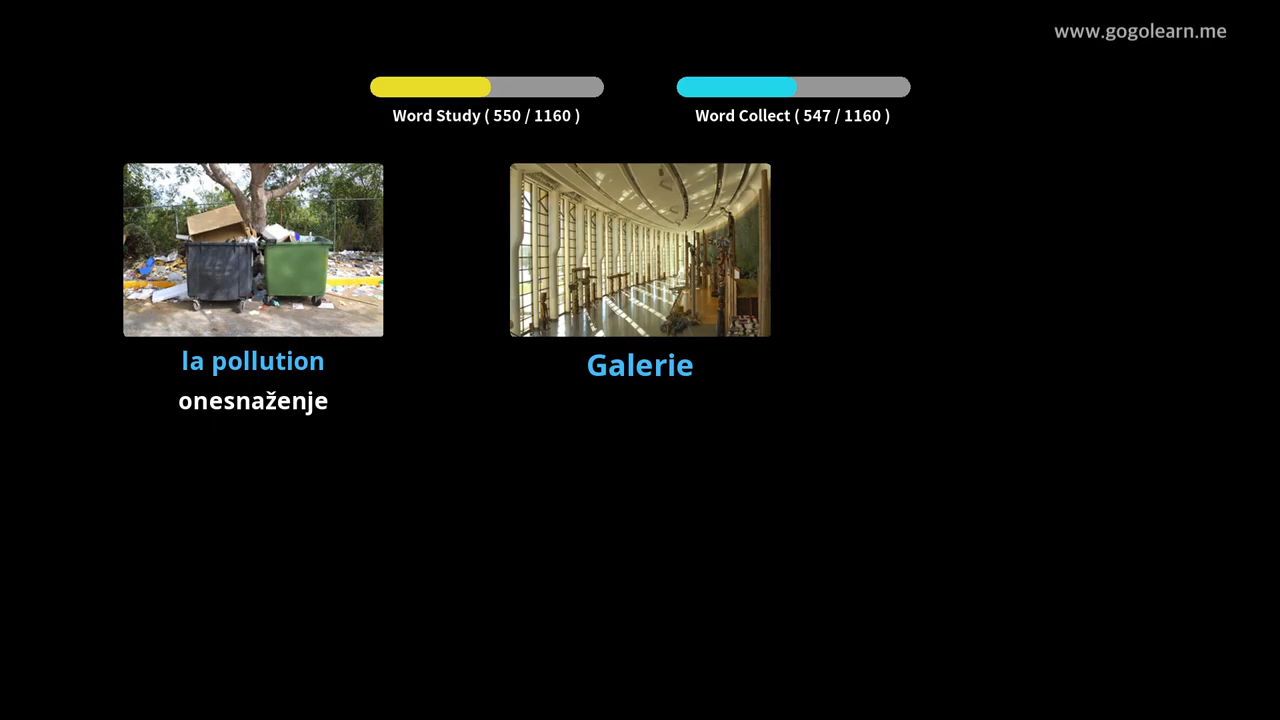 www.gogolearn.me
Word Study ( 550 / 1160 )
Word Collect ( 547 / 1160 )
la pollution
onesnaženje
Galerie